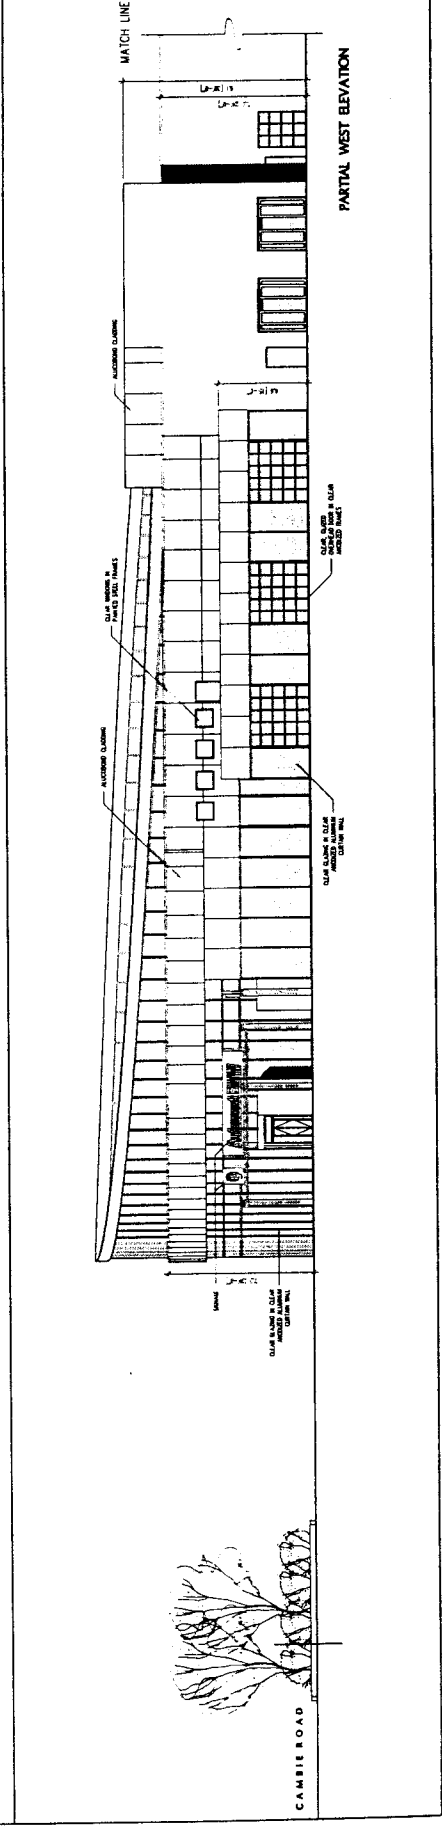 MATCH LINE
ALUCOBOND CLADDING
CLEAR WINDOWS IN
PAINTED STEEL FRAMES
ALUCOBOND CLADDING
CLEAR, GLAZED
OVERHEAD DOOR IN CLEAR
ANODIZED FRAMES
CLEAR GLAZING IN CLEAR
ANODIZED ALUMINUM
CURTAIN WALL
SIGNAGE
CLEAR GLAZING IN CLEAR
ANODIZED ALUMINUM
CURTAIN WALL
CAMBIE ROAD
PARTIAL WEST ELEVATION